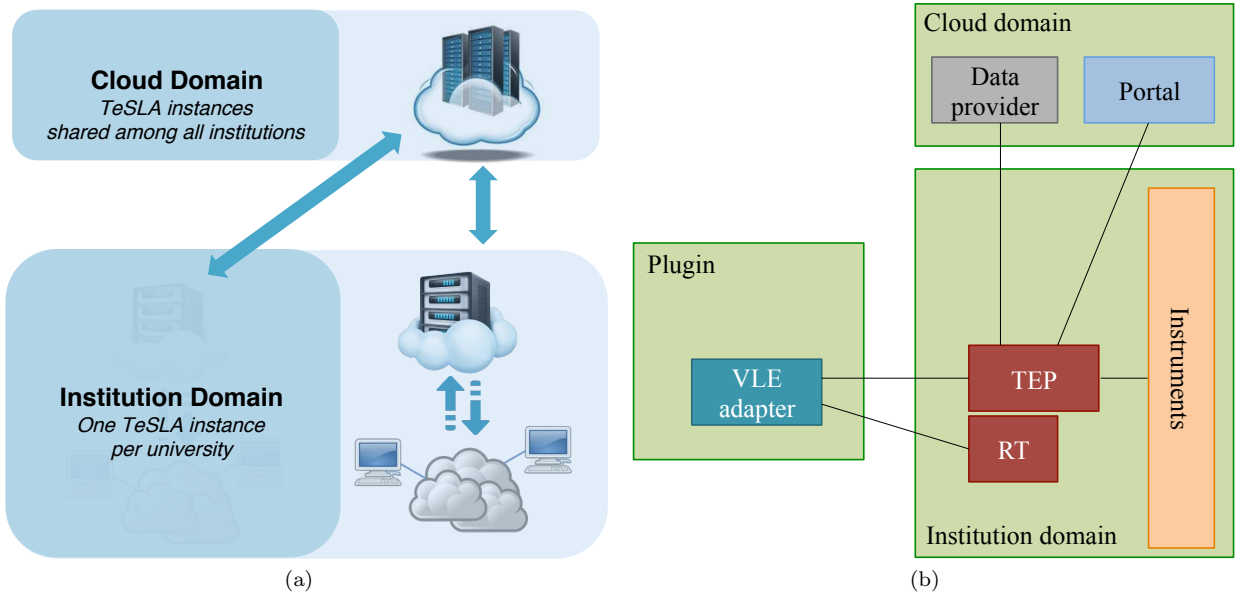 Cloud Domain
TeSLA instances
shared among all institutions
Institution Domain
One TeSLA instance
per university
(a)
Cloud domain
Data
provider
Portal
Plugin
VLE
adapter
TEP
RT
Instruments
Institution domain
(b)